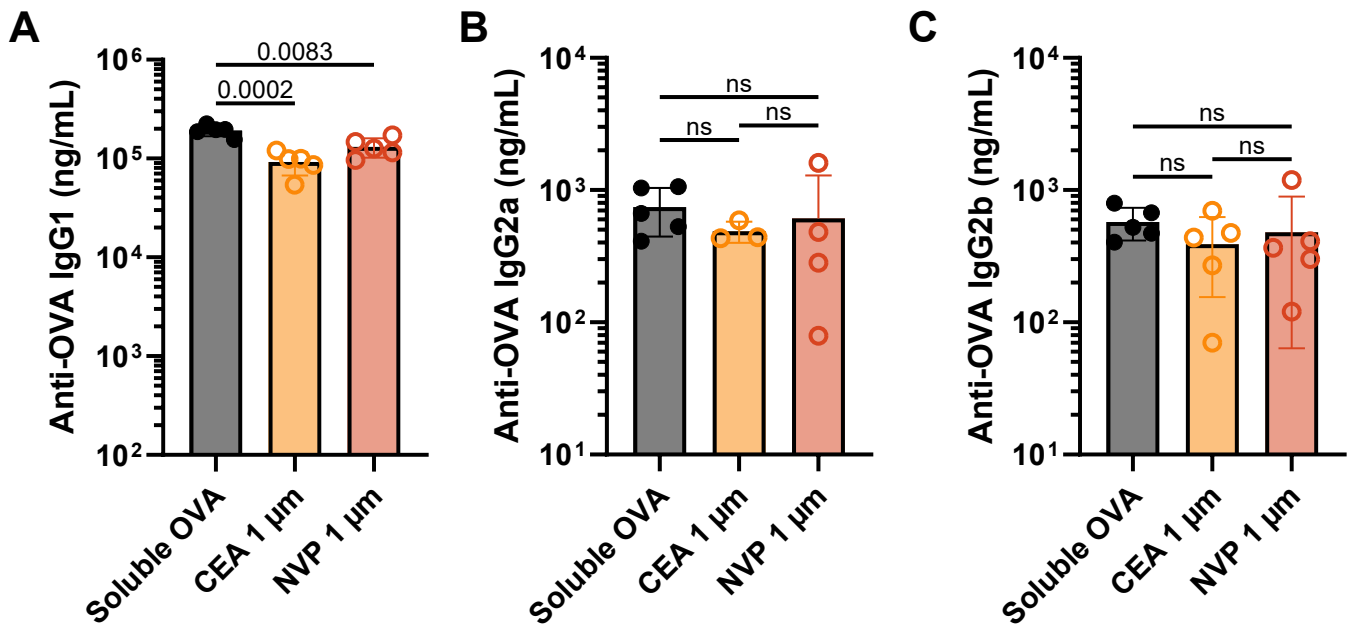 A
Anti-OVA IgG1 (ng/mL)
10⁶
10⁵
10⁴
10³
10²
0.0083
0.0002
Soluble OVA
CEA 1 µm
NVP 1 µm
B
Anti-OVA IgG2a (ng/mL)
10⁴
10³
10²
10¹
ns
ns
ns
Soluble OVA
CEA 1 µm
NVP 1 µm
C
Anti-OVA IgG2b (ng/mL)
10⁴
10³
10²
10¹
ns
ns
ns
Soluble OVA
CEA 1 µm
NVP 1 µm